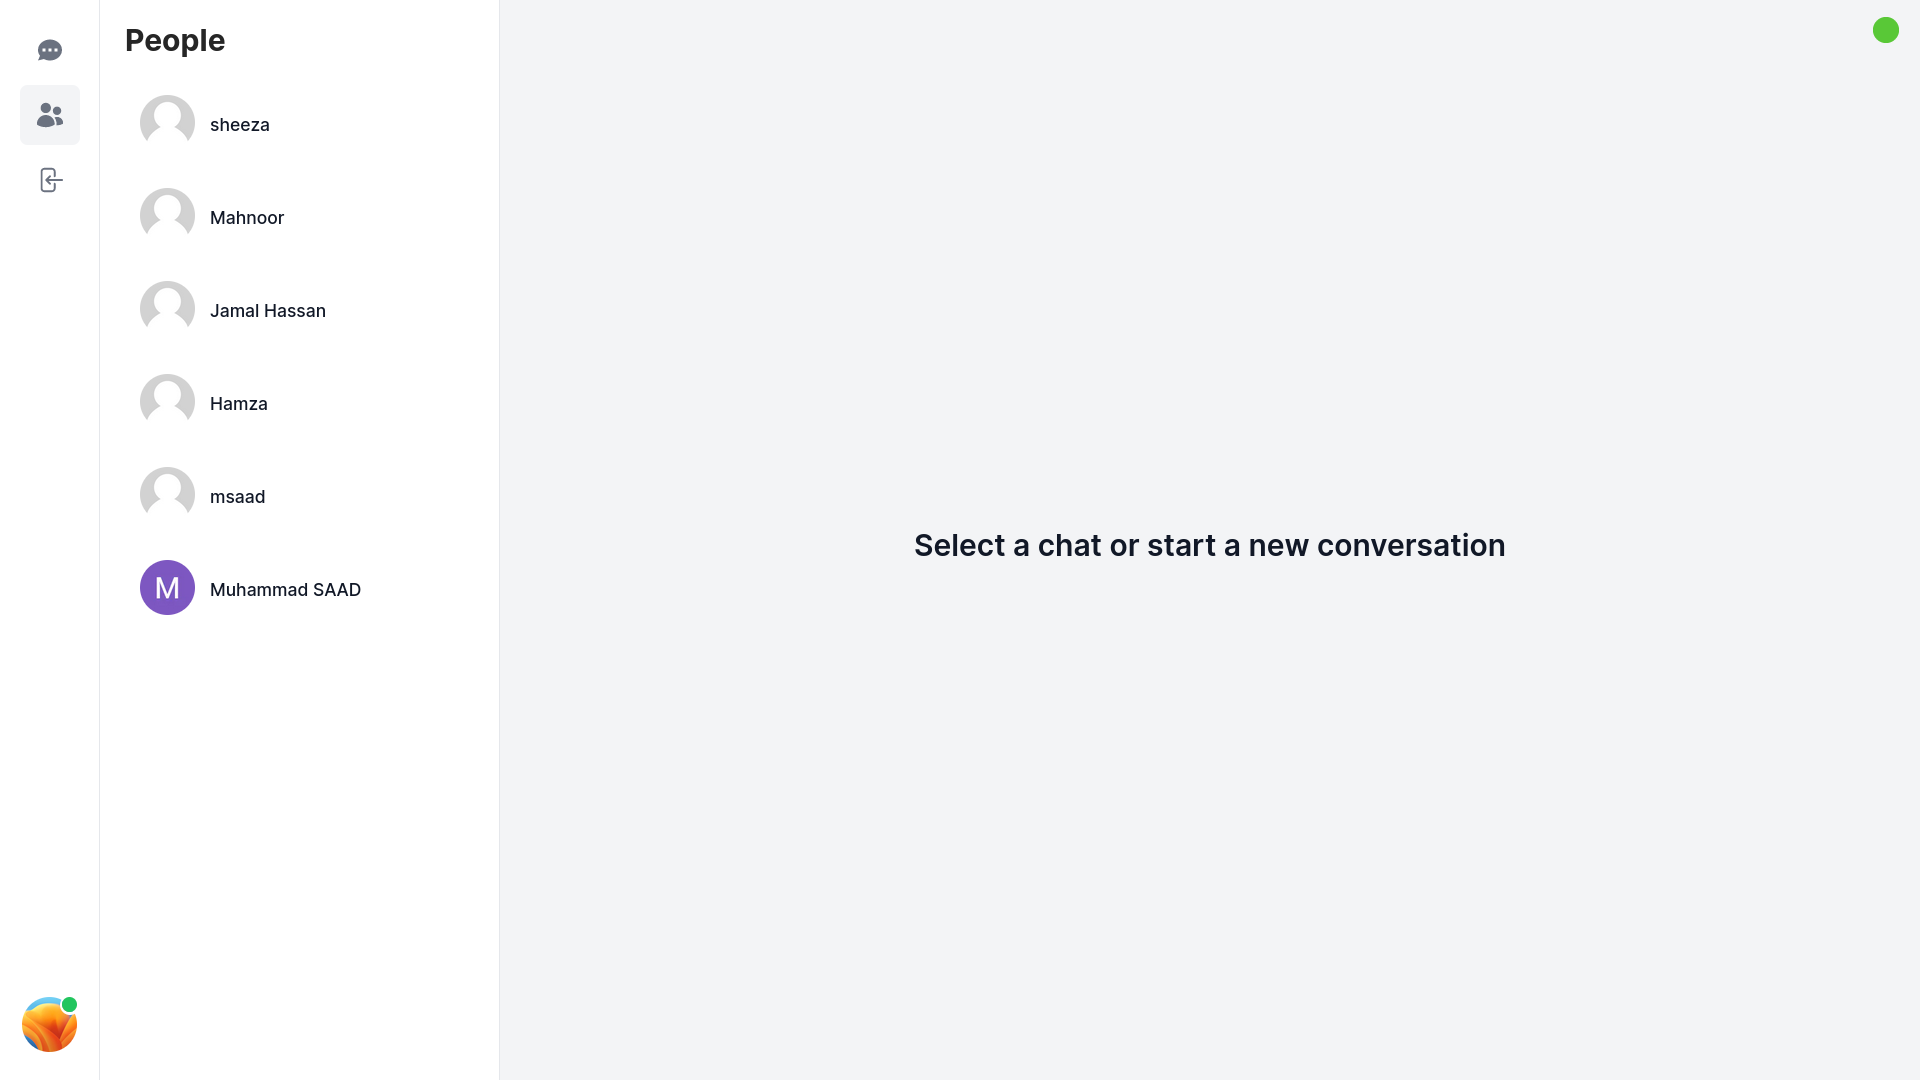 People
sheeza
Mahnoor
Jamal Hassan
Hamza
msaad
M
Muhammad SAAD
Select a chat or start a new conversation